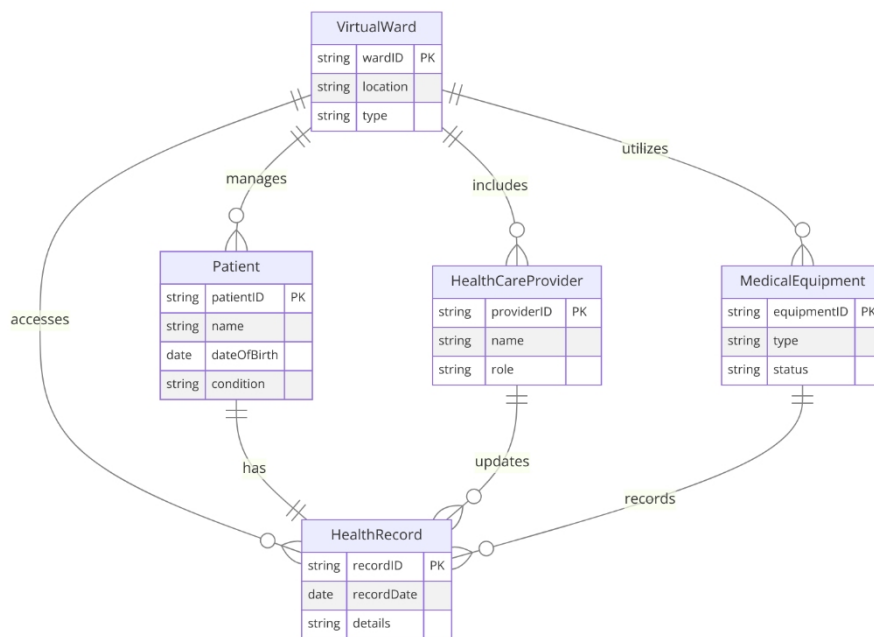 VirtualWard
string wardID PK
string location
string type
utilizes
manages
includes
Patient
string patientID PK
string name
date dateOfBirth
string condition
HealthCareProvider
string providerID PK
string name
string role
MedicalEquipment
string equipmentID PK
string type
string status
accesses
has
updates
records
HealthRecord
string recordID PK
date recordDate
string details